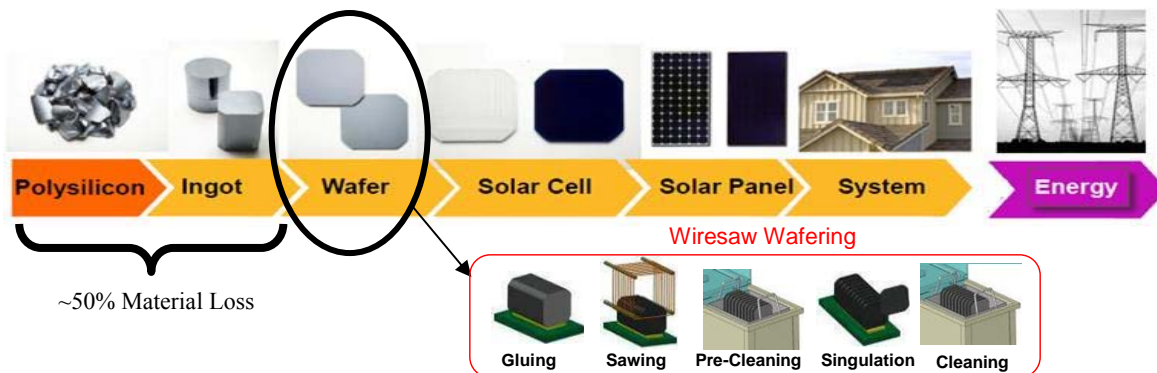 Polysilicon
Ingot
Wafer
Solar Cell
Solar Panel
System
Energy
Wiresaw Wafering
~50% Material Loss
Gluing
Sawing
Pre-Cleaning
Singulation
Cleaning